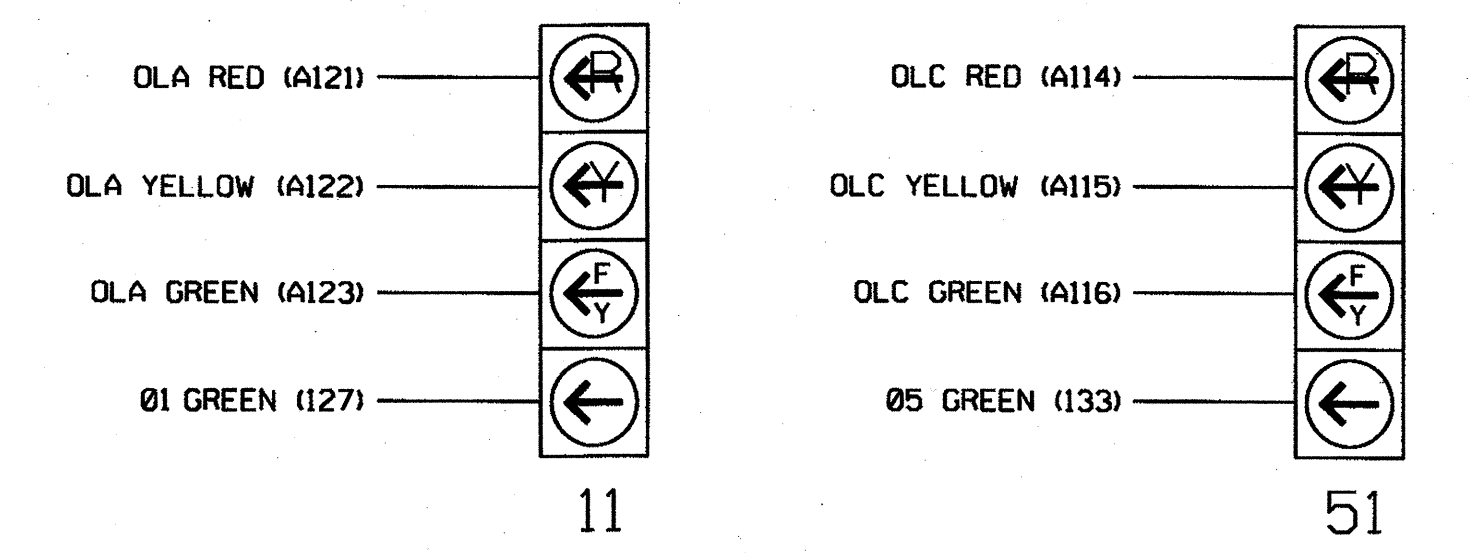 OLA RED (A121)
R
OLA YELLOW (A122)
Y
OLA GREEN (A123)
F
Y
Ø1 GREEN (127)
11
OLC RED (A114)
R
OLC YELLOW (A115)
Y
OLC GREEN (A116)
F
Y
Ø5 GREEN (133)
51